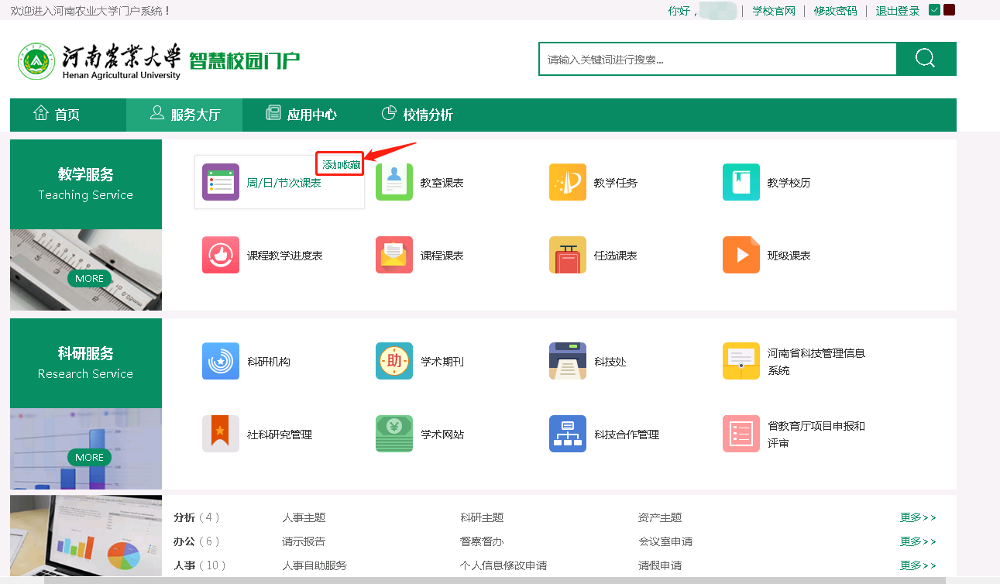 欢迎进入河南农业大学门户系统！
你好，
学校官网
修改密码
退出登录
河南农業大学
Henan Agricultural University
智慧校园门户
请输入关键词进行搜索...
首页
服务大厅
应用中心
校情分析
教学服务
Teaching Service
MORE
添加收藏
周/日/节次课表
教室课表
教学任务
教学校历
课程教学进度表
课程课表
任选课表
班级课表
科研服务
Research Service
MORE
科研机构
助
学术期刊
科技处
河南省科技管理信息
系统
社科研究管理
¥
学术网站
科技合作管理
省教育厅项目申报和
评审
分析（4） 人事主题 科研主题 资产主题 更多>>
办公（6） 请示报告 督察督办 会议室申请 更多>>
人事（10） 人事自助服务 个人信息修改申请 请假申请 更多>>